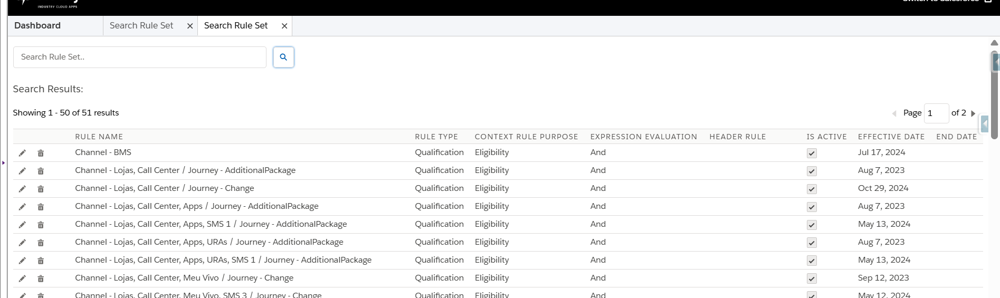 INDUSTRY CLOUD APPS
Switch to Salesforce
Dashboard Search Rule Set Search Rule Set
Search Rule Set..
Search Results:
Showing 1 - 50 of 51 results Page 1 of 2
RULE NAME RULE TYPE CONTEXT RULE PURPOSE EXPRESSION EVALUATION HEADER RULE IS ACTIVE EFFECTIVE DATE END DATE
Channel - BMS Qualification Eligibility And Jul 17, 2024
Channel - Lojas, Call Center / Journey - AdditionalPackage Qualification Eligibility And Aug 7, 2023
Channel - Lojas, Call Center / Journey - Change Qualification Eligibility And Oct 29, 2024
Channel - Lojas, Call Center, Apps / Journey - AdditionalPackage Qualification Eligibility And Aug 7, 2023
Channel - Lojas, Call Center, Apps, SMS 1 / Journey - AdditionalPackage Qualification Eligibility And May 13, 2024
Channel - Lojas, Call Center, Apps, URAs / Journey - AdditionalPackage Qualification Eligibility And Aug 7, 2023
Channel - Lojas, Call Center, Apps, URAs, SMS 1 / Journey - AdditionalPackage Qualification Eligibility And May 13, 2024
Channel - Lojas, Call Center, Meu Vivo / Journey - Change Qualification Eligibility And Sep 12, 2023
Channel - Lojas, Call Center, Meu Vivo, SMS 3 / Journey - Change Qualification Eligibility And May 12, 2024